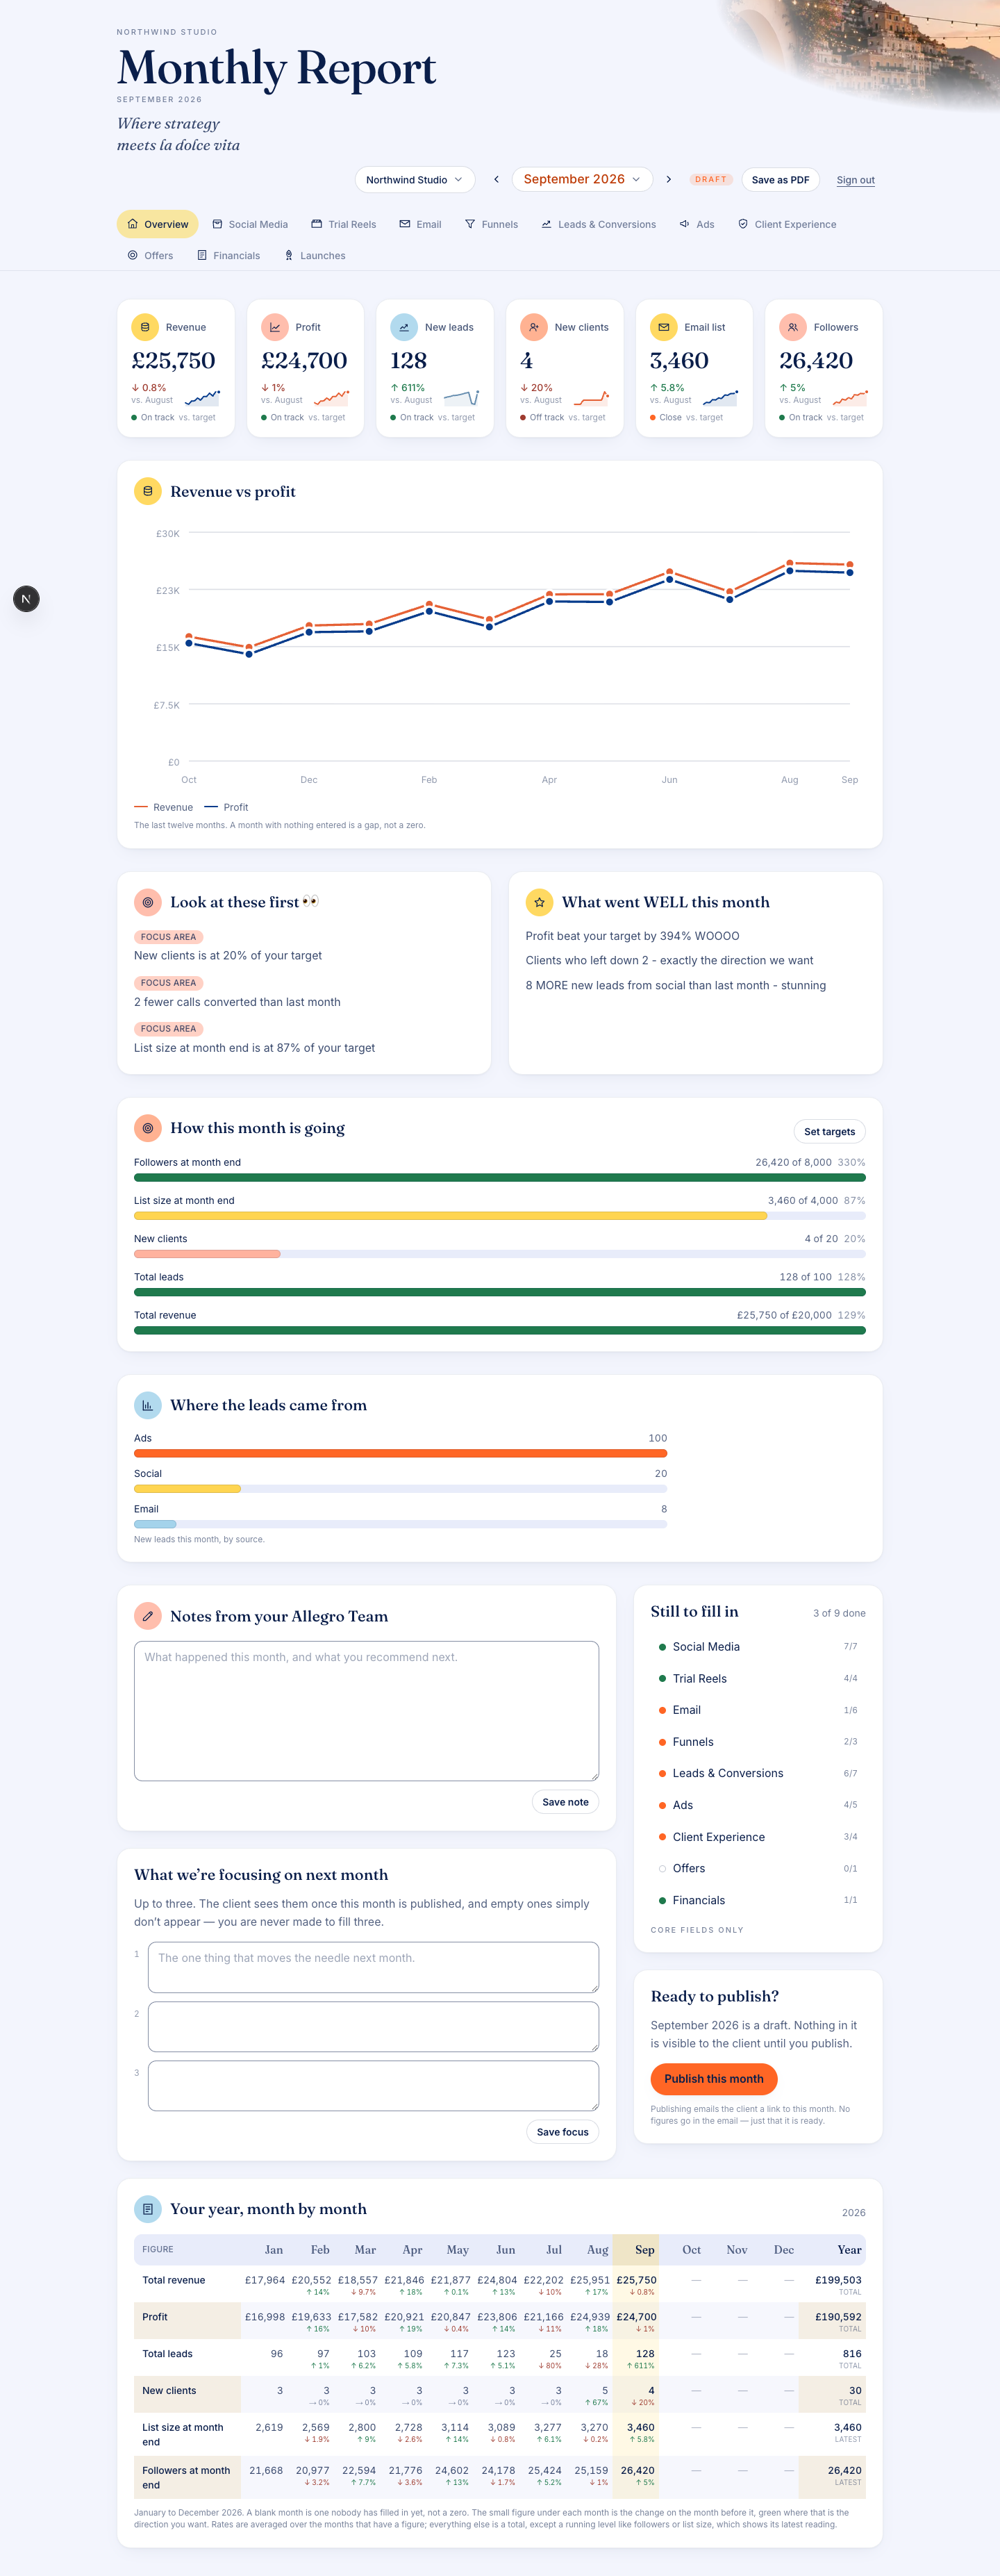 NORTHWIND STUDIO
Monthly Report
SEPTEMBER 2026
Where strategy
meets la dolce vita
Northwind Studio
September 2026
DRAFT
Save as PDF
Sign out
Overview
Social Media
Trial Reels
Email
Funnels
Leads & Conversions
Ads
Client Experience
Offers
Financials
Launches
Revenue
£25,750
↓ 0.8%
vs. August
On track vs. target
Profit
£24,700
↓ 1%
vs. August
On track vs. target
New leads
128
↑ 611%
vs. August
On track vs. target
New clients
4
↓ 20%
vs. August
Off track vs. target
Email list
3,460
↑ 5.8%
vs. August
Close vs. target
Followers
26,420
↑ 5%
vs. August
On track vs. target
Revenue vs profit
£30K
£23K
£15K
£7.5K
£0
Oct Dec Feb Apr Jun Aug Sep
Revenue Profit
The last twelve months. A month with nothing entered is a gap, not a zero.
Look at these first 👀
FOCUS AREA
New clients is at 20% of your target
FOCUS AREA
2 fewer calls converted than last month
FOCUS AREA
List size at month end is at 87% of your target
What went WELL this month
Profit beat your target by 394% WOOOO
Clients who left down 2 - exactly the direction we want
8 MORE new leads from social than last month - stunning
How this month is going
Set targets
Followers at month end 26,420 of 8,000 330%
List size at month end 3,460 of 4,000 87%
New clients 4 of 20 20%
Total leads 128 of 100 128%
Total revenue £25,750 of £20,000 129%
Where the leads came from
Ads 100
Social 20
Email 8
New leads this month, by source.
Notes from your Allegro Team
What happened this month, and what you recommend next.
Save note
What we're focusing on next month
Up to three. The client sees them once this month is published, and empty ones simply
don't appear — you are never made to fill three.
1 The one thing that moves the needle next month.
2
3
Save focus
Still to fill in 3 of 9 done
Social Media 7/7
Trial Reels 4/4
Email 1/6
Funnels 2/3
Leads & Conversions 6/7
Ads 4/5
Client Experience 3/4
Offers 0/1
Financials 1/1
CORE FIELDS ONLY
Ready to publish?
September 2026 is a draft. Nothing in it
is visible to the client until you publish.
Publish this month
Publishing emails the client a link to this month. No
figures go in the email — just that it is ready.
Your year, month by month 2026
FIGURE Jan Feb Mar Apr May Jun Jul Aug Sep Oct Nov Dec Year
Total revenue £17,964 £20,552 £18,557 £21,846 £21,877 £24,804 £22,202 £25,951 £25,750 — — — £199,503
↑ 14% ↓ 9.7% ↑ 18% ↑ 0.1% ↑ 13% ↓ 10% ↑ 17% ↓ 0.8% TOTAL
Profit £16,998 £19,633 £17,582 £20,921 £20,847 £23,806 £21,166 £24,939 £24,700 — — — £190,592
↑ 16% ↓ 10% ↑ 19% ↓ 0.4% ↑ 14% ↓ 11% ↑ 18% ↓ 1% TOTAL
Total leads 96 97 103 109 117 123 25 18 128 — — — 816
↑ 1% ↑ 6.2% ↑ 5.8% ↑ 7.3% ↑ 5.1% ↓ 80% ↓ 28% ↑ 611% TOTAL
New clients 3 3 3 3 3 3 3 5 4 — — — 30
→ 0% → 0% → 0% → 0% → 0% → 0% ↑ 67% ↓ 20% TOTAL
List size at month end 2,619 2,569 2,800 2,728 3,114 3,089 3,277 3,270 3,460 — — — 3,460
↓ 1.9% ↑ 9% ↓ 2.6% ↑ 14% ↓ 0.8% ↑ 6.1% ↓ 0.2% ↑ 5.8% LATEST
Followers at month end 21,668 20,977 22,594 21,776 24,602 24,178 25,424 25,159 26,420 — — — 26,420
↓ 3.2% ↑ 7.7% ↓ 3.6% ↑ 13% ↓ 1.7% ↑ 5.2% ↓ 1% ↑ 5% LATEST
January to December 2026. A blank month is one nobody has filled in yet, not a zero. The small figure under each month is the change on the month before it, green where that is the
direction you want. Rates are averaged over the months that have a figure; everything else is a total, except a running level like followers or list size, which shows its latest reading.